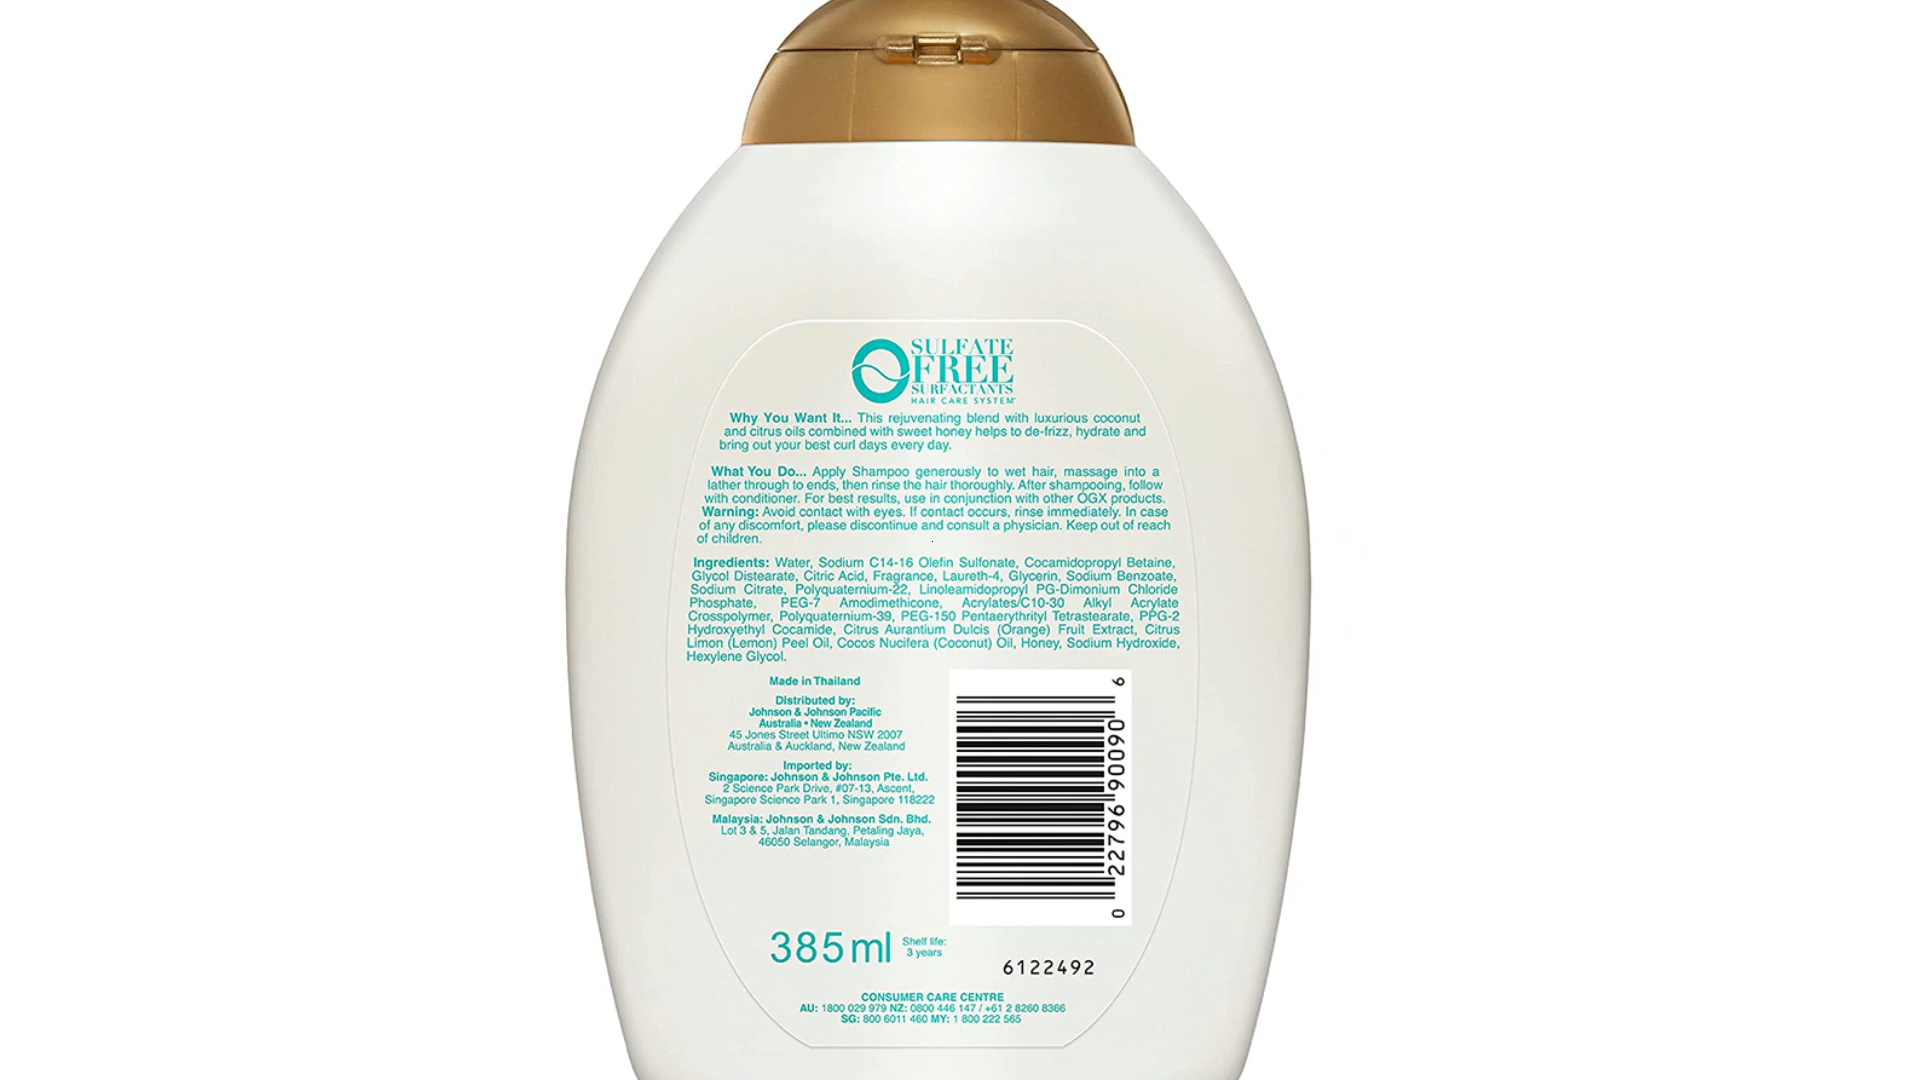 SULFATE
FREE
SURFACTANTS
HAIR CARE SYSTEM
Why You Want It... This rejuvenating blend with luxurious coconut
and citrus oils combined with sweet honey helps to de-frizz, hydrate and
bring out your best curl days every day.
What You Do... Apply Shampoo generously to wet hair, massage into a
lather through to ends, then rinse the hair thoroughly. After shampooing, follow
with conditioner. For best results, use in conjunction with other OGX products.
Warning: Avoid contact with eyes. If contact occurs, rinse immediately. In case
of any discomfort, please discontinue and consult a physician. Keep out of reach
of children.
Ingredients: Water, Sodium C14-16 Olefin Sulfonate, Cocamidopropyl Betaine,
Glycol Distearate, Citric Acid, Fragrance, Laureth-4, Glycerin, Sodium Benzoate,
Sodium Citrate, Polyquaternium-22, Linoleamidopropyl PG-Dimonium Chloride
Phosphate, PEG-7 Amodimethicone, Acrylates/C10-30 Alkyl Acrylate
Crosspolymer, Polyquaternium-39, PEG-150 Pentaerythrityl Tetrastearate, PPG-2
Hydroxyethyl Cocamide, Citrus Aurantium Dulcis (Orange) Fruit Extract, Citrus
Limon (Lemon) Peel Oil, Cocos Nucifera (Coconut) Oil, Honey, Sodium Hydroxide,
Hexylene Glycol.
Made in Thailand
Distributed by:
Johnson & Johnson Pacific
Australia • New Zealand
45 Jones Street Ultimo NSW 2007
Australia & Auckland, New Zealand
Imported by:
Singapore: Johnson & Johnson Pte. Ltd.
2 Science Park Drive, #07-13, Ascent,
Singapore Science Park 1, Singapore 118222
Malaysia: Johnson & Johnson Sdn. Bhd.
Lot 3 & 5, Jalan Tandang, Petaling Jaya,
46050 Selangor, Malaysia
0 22796 90090 6
385ml
Shelf life:
3 years
6122492
CONSUMER CARE CENTRE
AU: 1800 029 979 NZ: 0800 446 147 / +61 2 8260 8366
SG: 800 6011 460 MY: 1 800 222 565